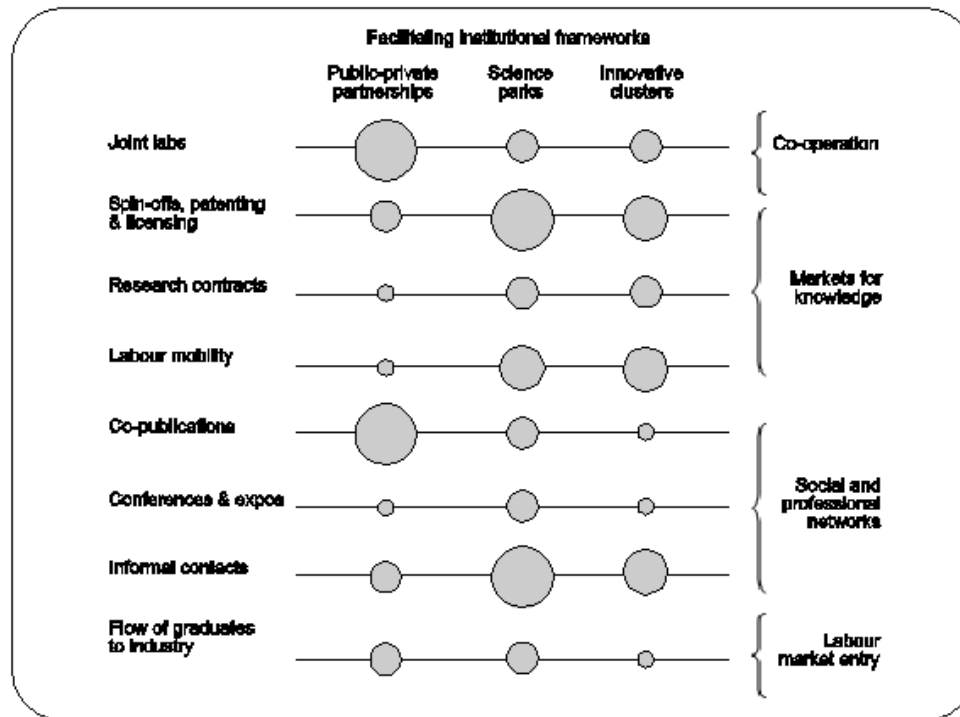 Facilitating institutional frameworks
Public-private
partnerships
Science
parks
Innovative
clusters
Joint labs
Co-operation
Spin-offs, patenting
& licensing
Research contracts
Markets for
knowledge
Labour mobility
Co-publications
Conferences & expos
Social and
professional
networks
Informal contacts
Flow of graduates
to industry
Labour
market entry